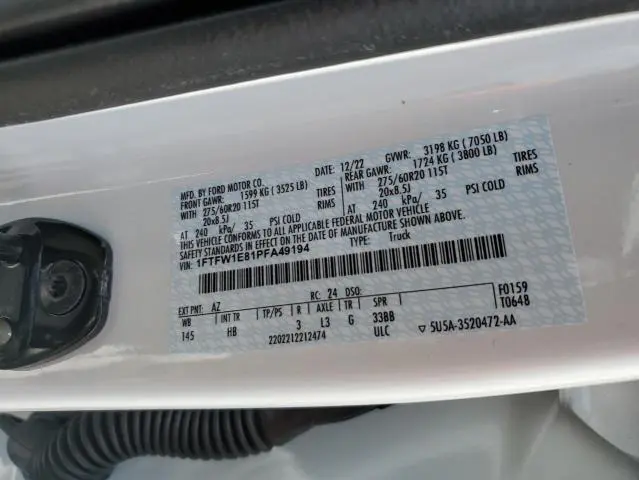 MFD. BY FORD MOTOR CO.
DATE: 12/22 GVWR: 3198 KG ( 7050 LB)
FRONT GAWR: 1599 KG ( 3525 LB) REAR GAWR: 1724 KG ( 3800 LB)
WITH 275/60R20 115T TIRES WITH 275/60R20 115T TIRES
20x8.5J RIMS 20x8.5J RIMS
AT 240 kPa/ 35 PSI COLD AT 240 kPa/ 35 PSI COLD
THIS VEHICLE CONFORMS TO ALL APPLICABLE FEDERAL MOTOR VEHICLE
SAFETY STANDARDS IN EFFECT ON THE DATE OF MANUFACTURE SHOWN ABOVE.
VIN: 1FTFW1E81PFA49194 TYPE: Truck
EXT PNT: AZ RC: 24 DSO: F0159
WB INT TR TP/PS R AXLE TR SPR T064B
145 HB 3 L3 G 33BB
2202212212474 ULC ▽ 5U5A-3520472-AA